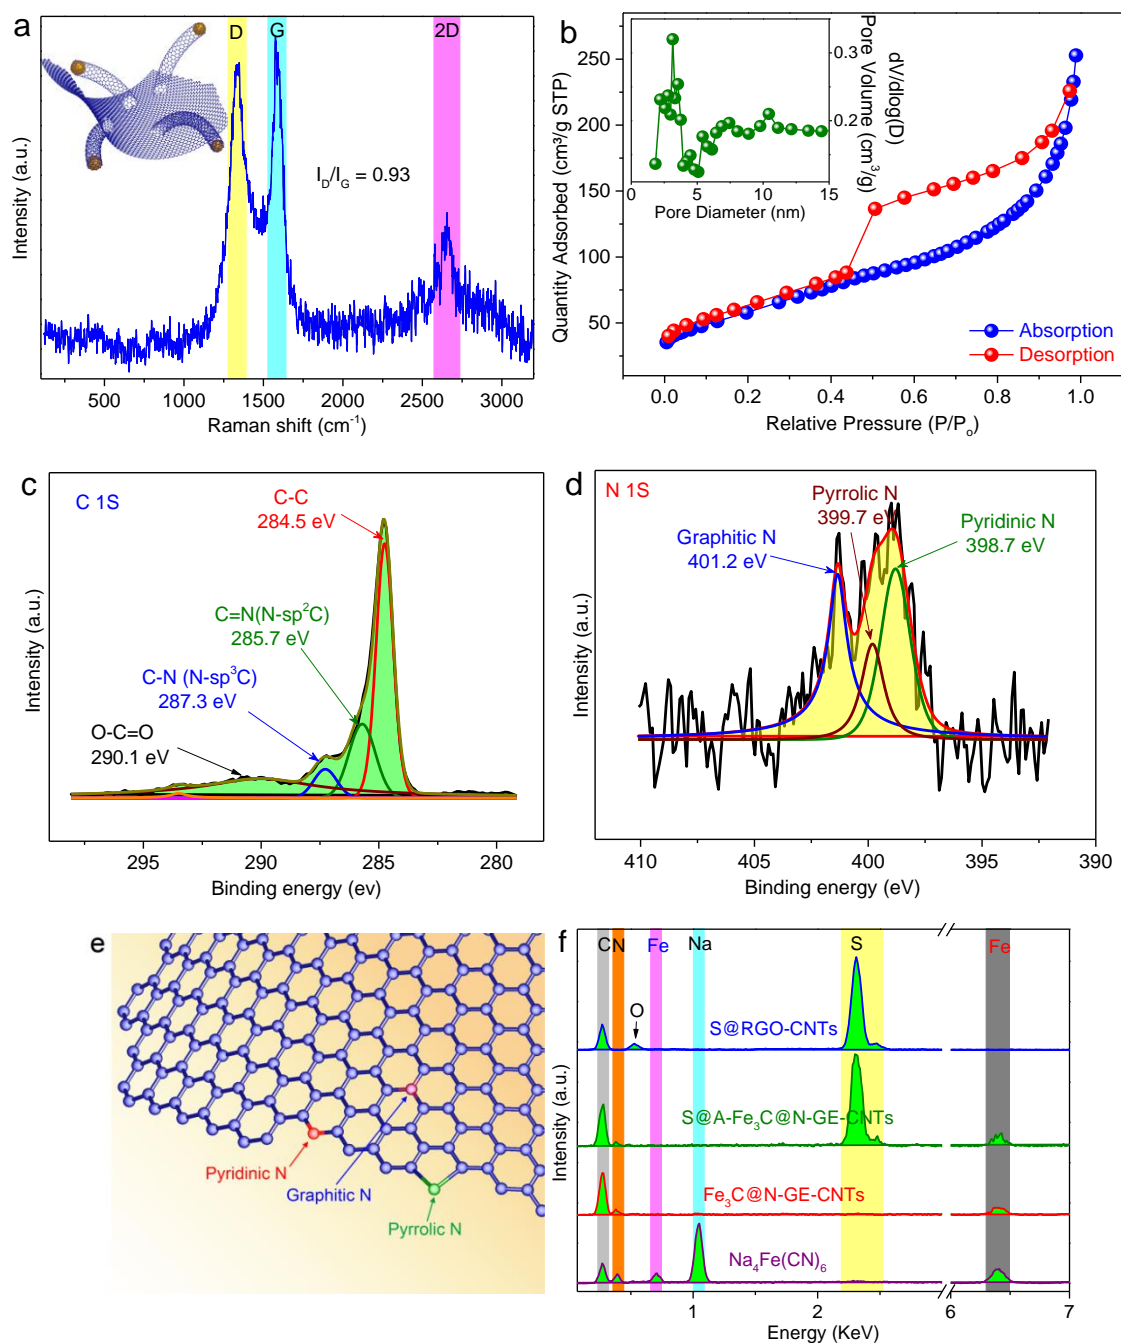 a
D
G
2D
I_D/I_G = 0.93
Intensity (a.u.)
500
1000
1500
2000
2500
3000
Raman shift (cm⁻¹)
b
250
200
150
100
50
Quantity Adsorbed (cm³/g STP)
0.33
0.22
dV/dlog(D)
Pore Volume (cm³/g)
0
5
10
15
Pore Diameter (nm)
Absorption
Desorption
0.0
0.2
0.4
0.6
0.8
1.0
Relative Pressure (P/Pₒ)
c
C 1S
C-C
284.5 eV
C=N(N-sp²C)
285.7 eV
C-N (N-sp³C)
287.3 eV
O-C=O
290.1 eV
Intensity (a.u.)
295
290
285
280
Binding energy (ev)
d
N 1S
Pyrrolic N
399.7 eV
Graphitic N
401.2 eV
Pyridinic N
398.7 eV
Intensity (a.u.)
410
405
400
395
390
Binding energy (eV)
e
Pyridinic N
Graphitic N
Pyrrolic N
f
C
N
Fe
Na
S
Fe
O
S@RGO-CNTs
S@A-Fe₃C@N-GE-CNTs
Fe₃C@N-GE-CNTs
Na₄Fe(CN)₆
Intensity (a.u.)
1
2
6
6
7
Energy (KeV)